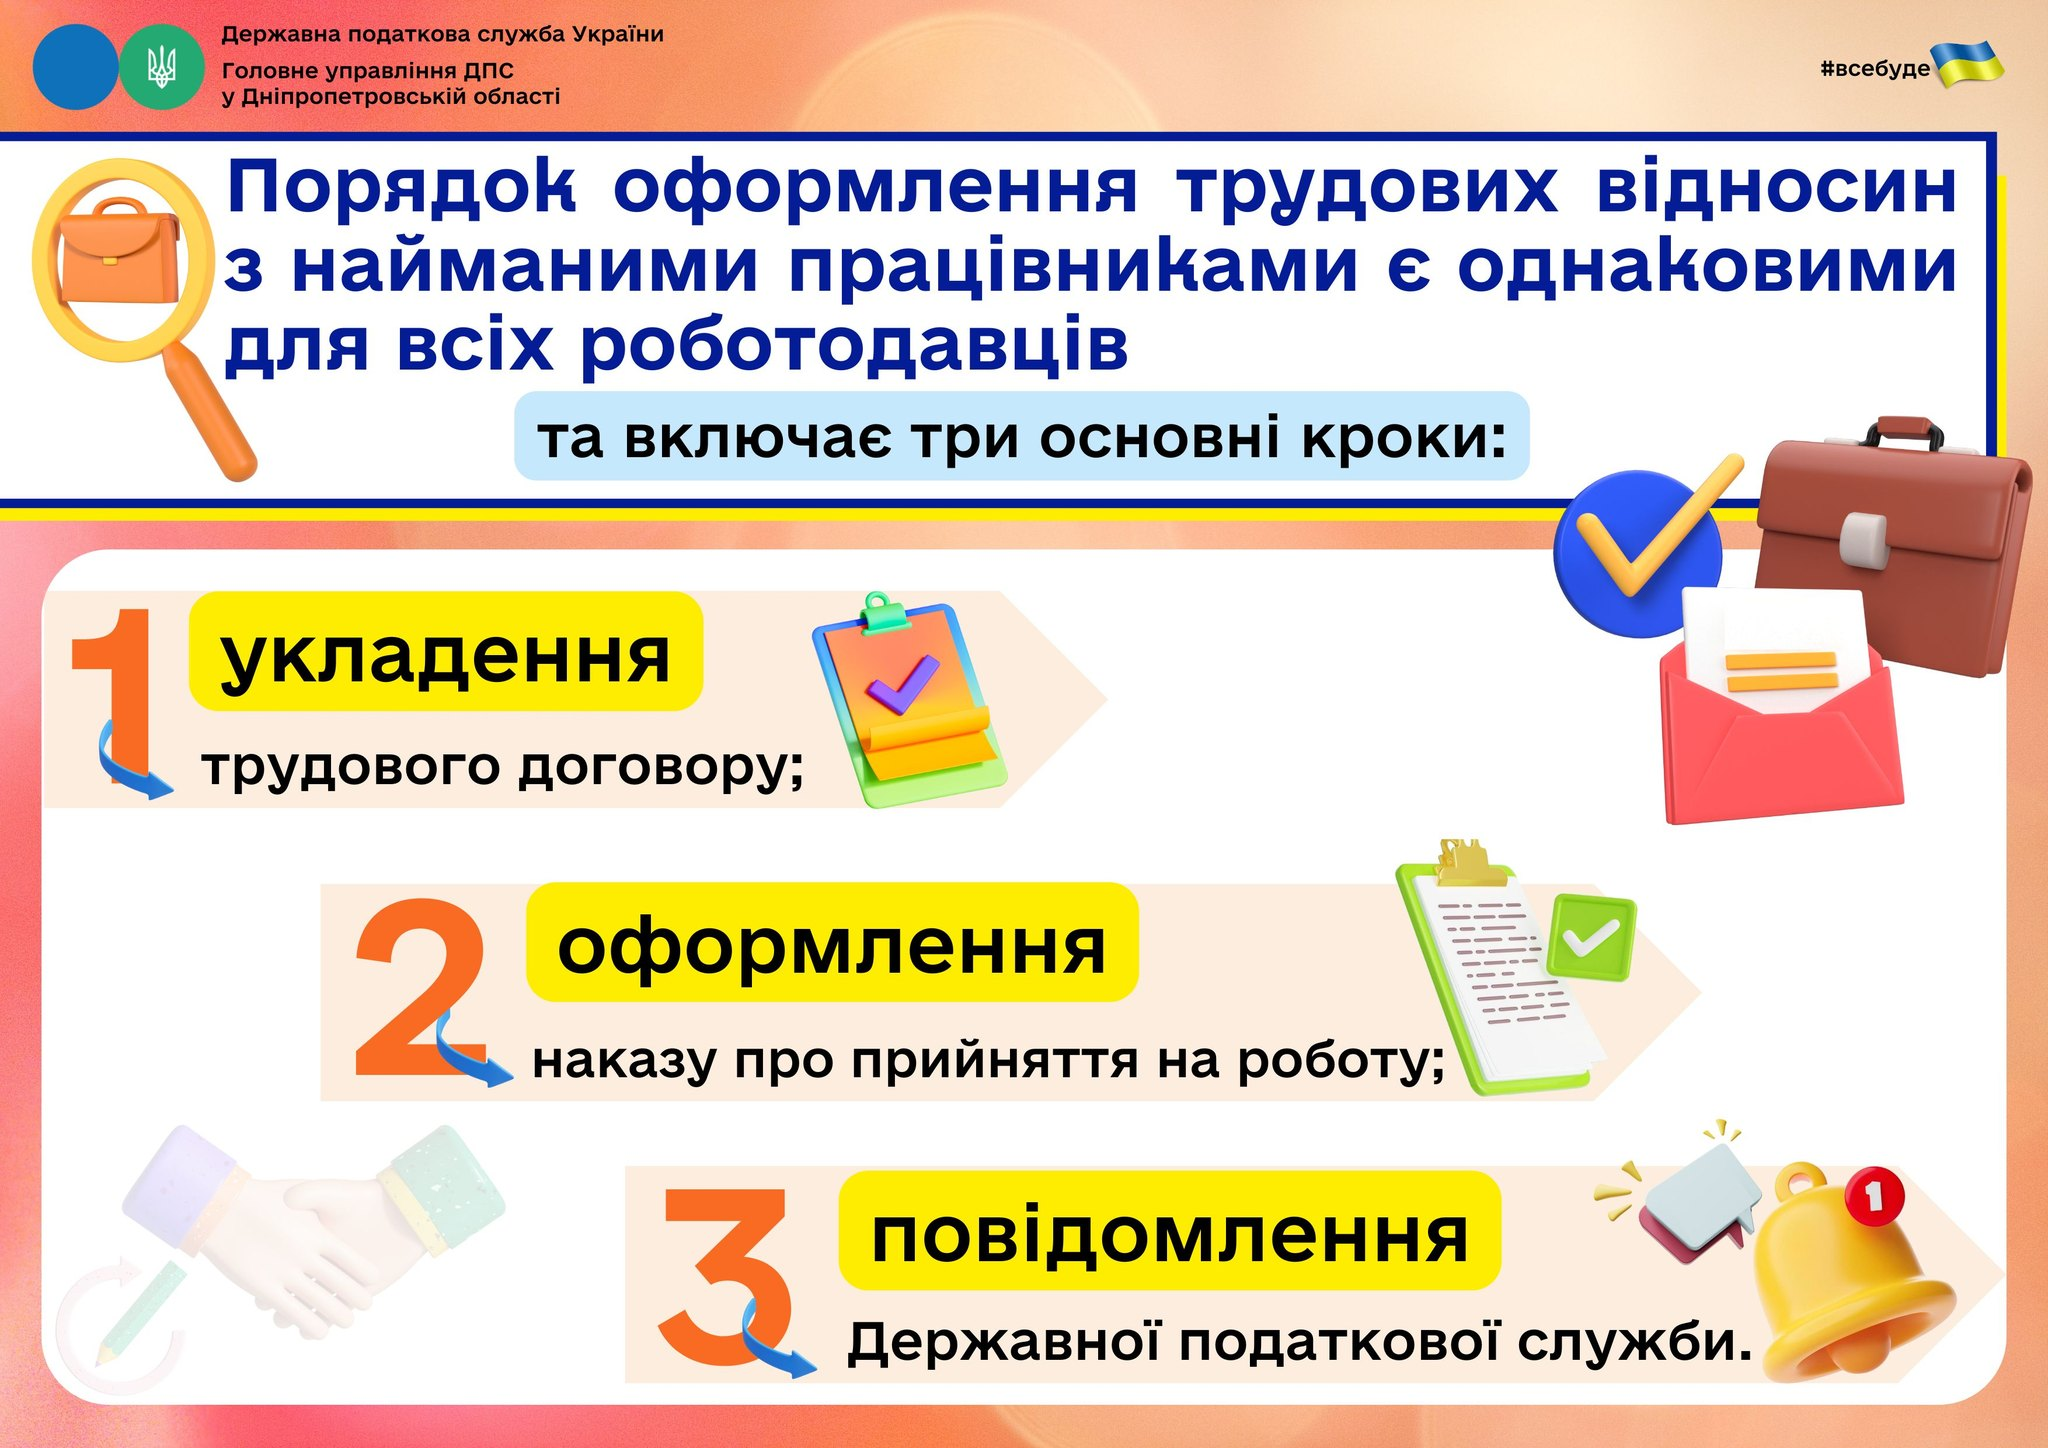 Державна податкова служба України
Головне управління ДПС
у Дніпропетровській області
#всебуде
Порядок оформлення трудових відносин
з найманими працівниками є однаковими
для всіх роботодавців
та включає три основні кроки:
1
укладення
трудового договору;
2
оформлення
наказу про прийняття на роботу;
3
повідомлення
Державної податкової служби.
1